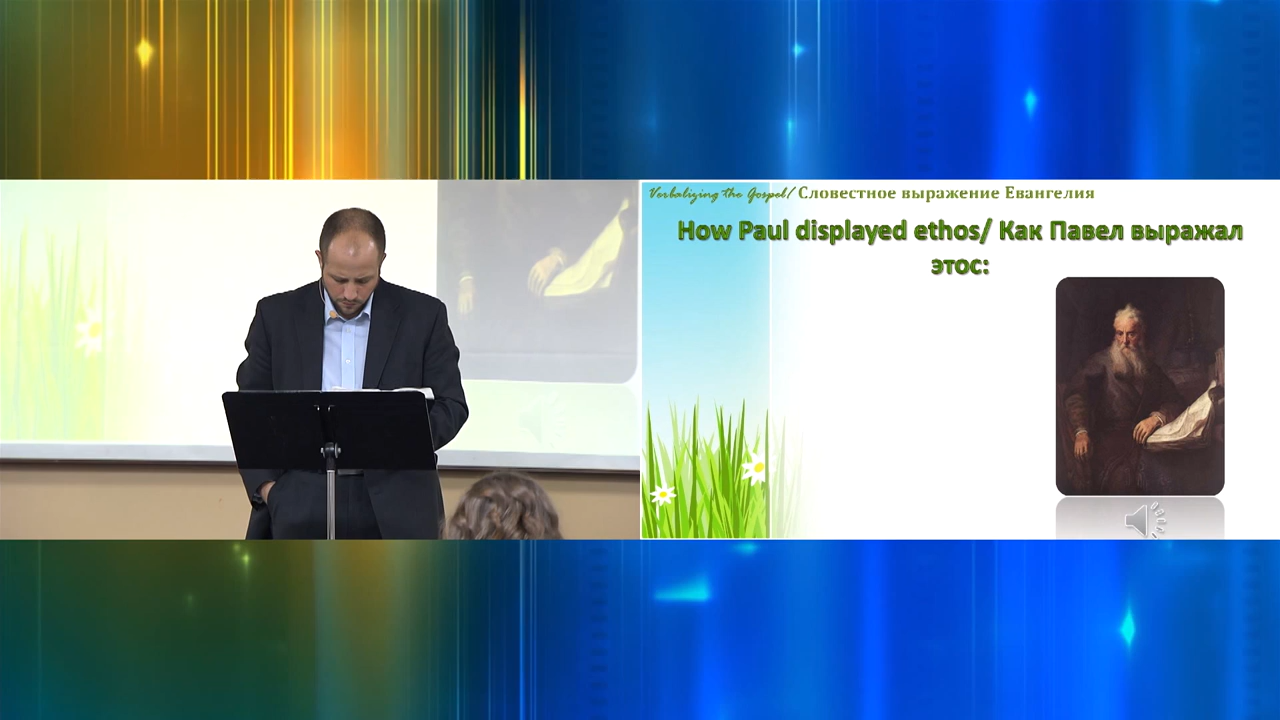 Verbalizing the Gospel/ Словестное выражение Евангелия
How Paul displayed ethos/ Как Павел выражал
этос: